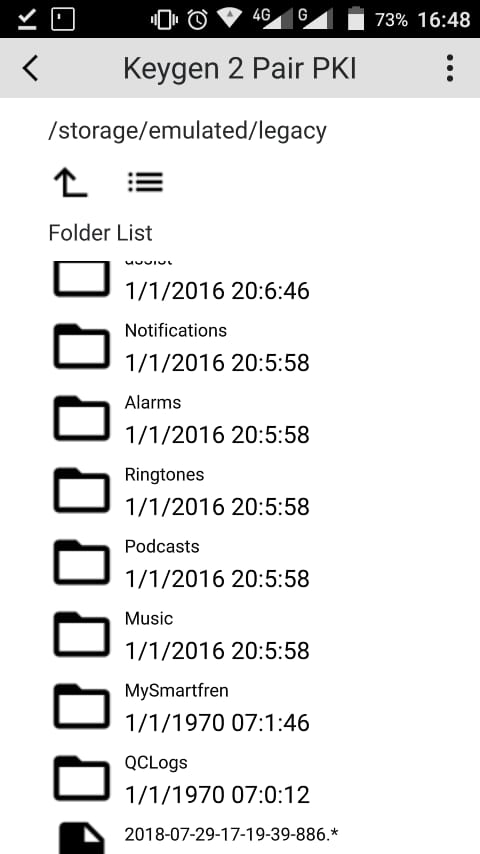 4G G 73% 16:48
Keygen 2 Pair PKI
/storage/emulated/legacy
Folder List
1/1/2016 20:6:46
Notifications
1/1/2016 20:5:58
Alarms
1/1/2016 20:5:58
Ringtones
1/1/2016 20:5:58
Podcasts
1/1/2016 20:5:58
Music
1/1/2016 20:5:58
MySmartfren
1/1/1970 07:1:46
QCLogs
1/1/1970 07:0:12
2018-07-29-17-19-39-886.*